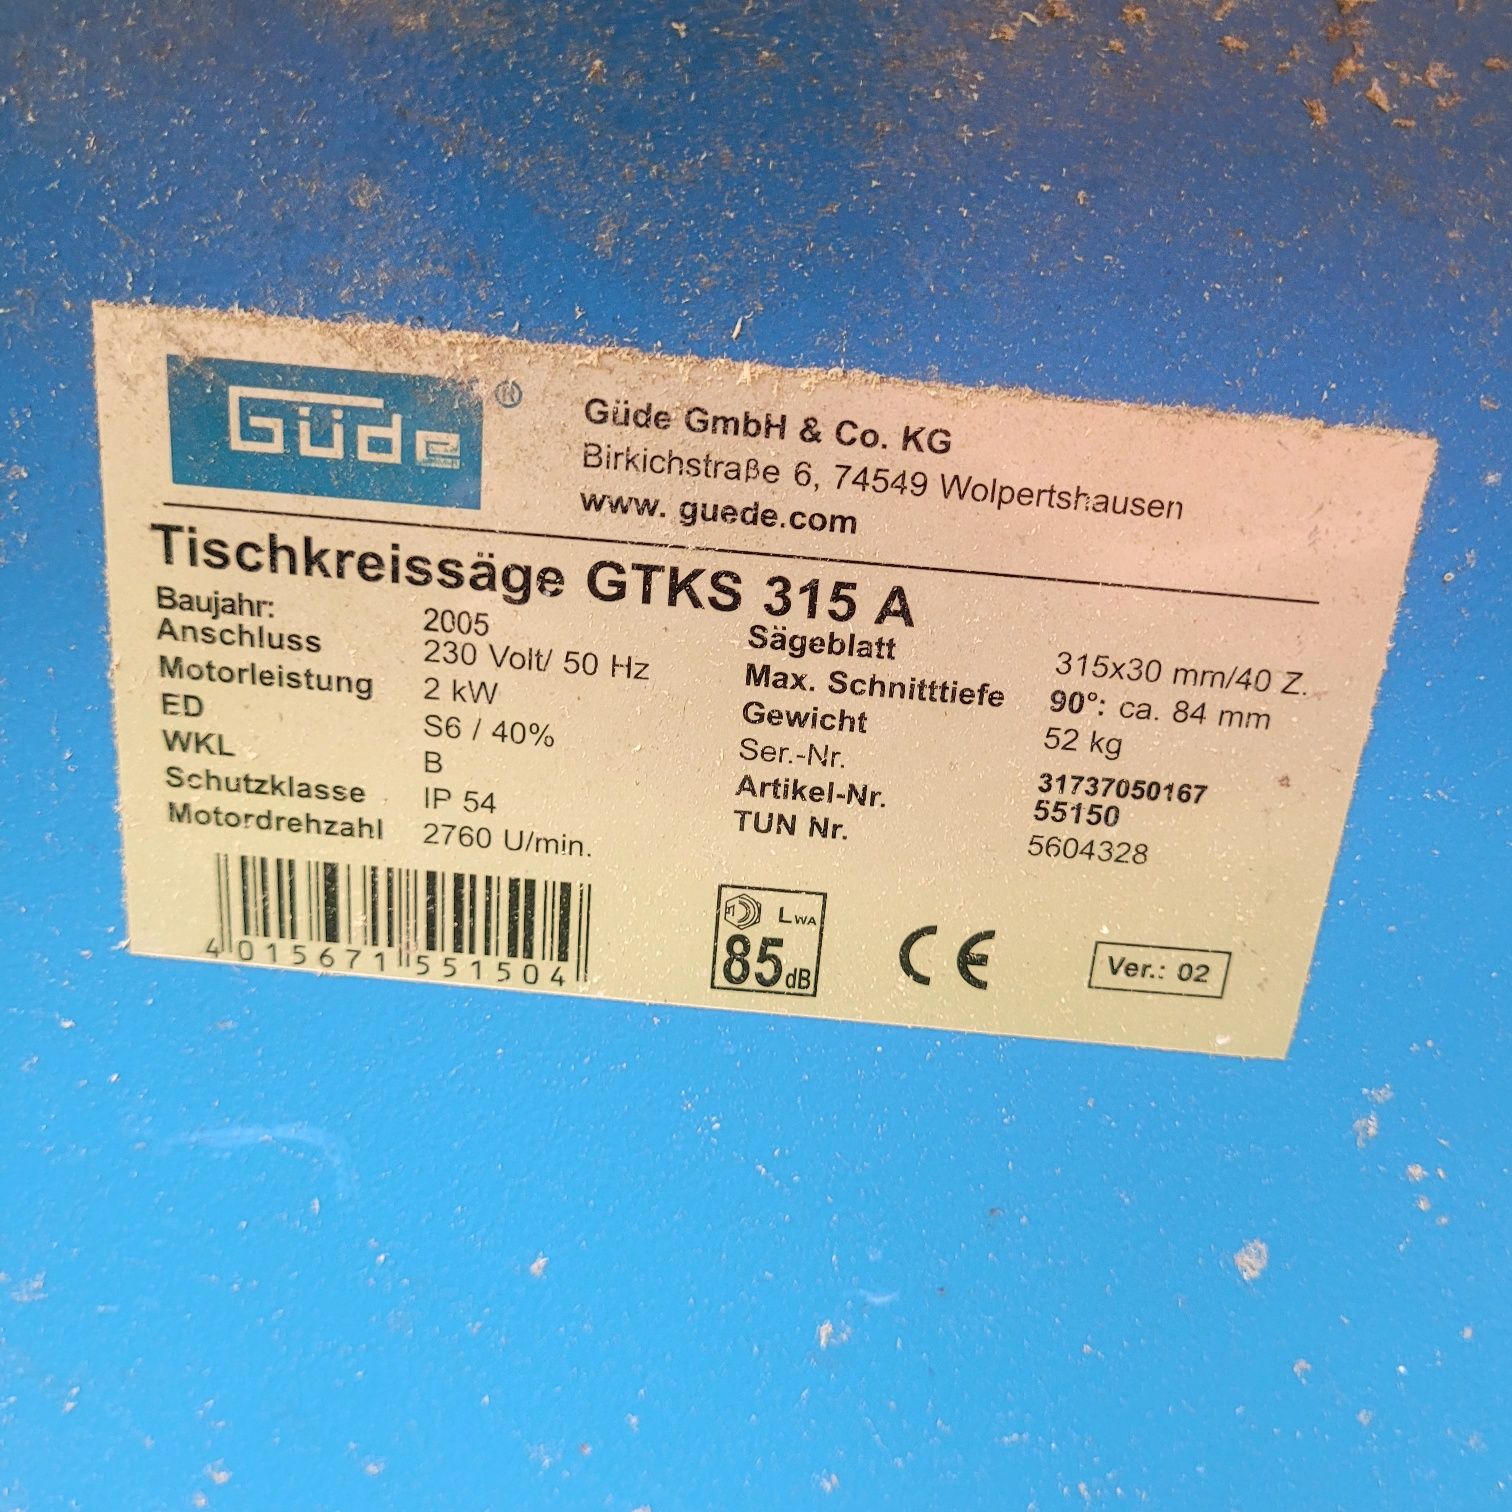 Güde ®
Güde GmbH & Co. KG
Birkichstraße 6, 74549 Wolpertshausen
www. guede.com
Tischkreissäge GTKS 315 A
Baujahr: 2005
Anschluss 230 Volt/ 50 Hz
Motorleistung 2 kW
ED S6 / 40%
WKL B
Schutzklasse IP 54
Motordrehzahl 2760 U/min.
Sägeblatt 315x30 mm/40 Z.
Max. Schnitttiefe 90°: ca. 84 mm
Gewicht 52 kg
Ser.-Nr. 31737050167
Artikel-Nr. 55150
TUN Nr. 5604328
4 015671 551504
LWA
85 dB
CE
Ver.: 02